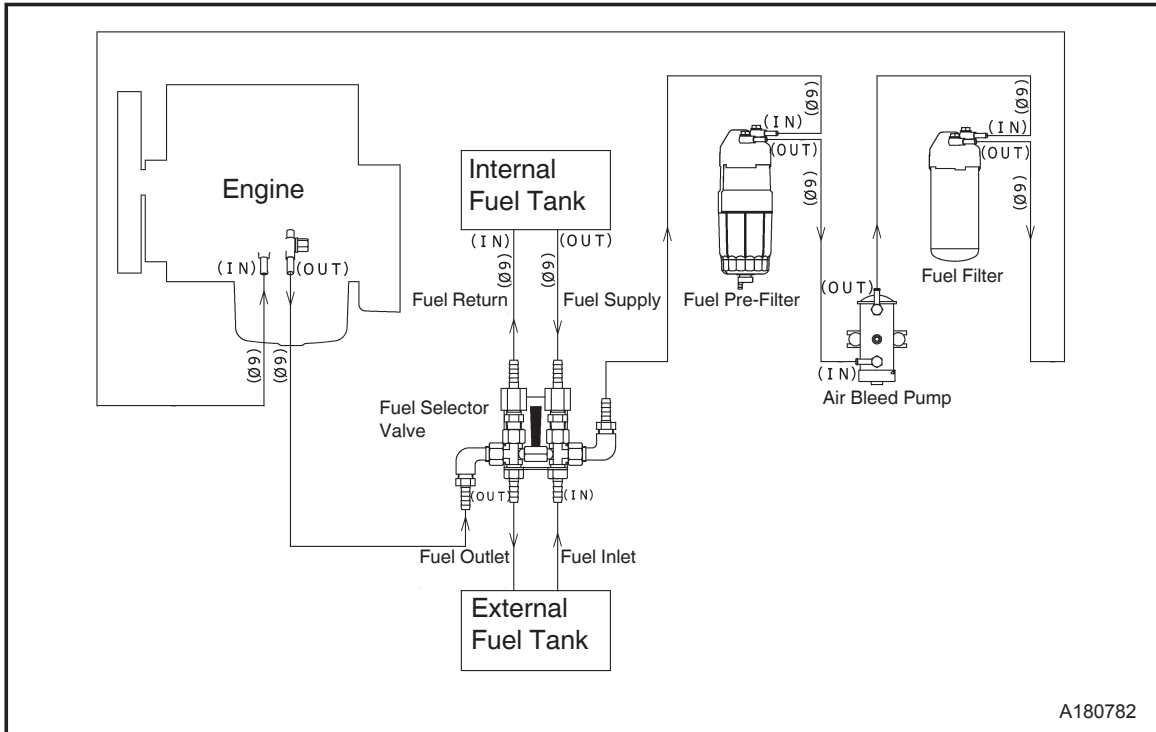 Engine
(IN)
(OUT)
(Ø9)
(Ø9)
Internal
Fuel Tank
(IN)
(OUT)
(Ø9)
(Ø9)
Fuel Return
Fuel Supply
Fuel Selector
Valve
(OUT)
(IN)
Fuel Outlet
Fuel Inlet
External
Fuel Tank
(Ø9)
(IN)
(OUT)
(Ø9)
Fuel Pre-Filter
(OUT)
(IN)
Air Bleed Pump
(Ø9)
(IN)
(OUT)
(Ø9)
Fuel Filter
A180782